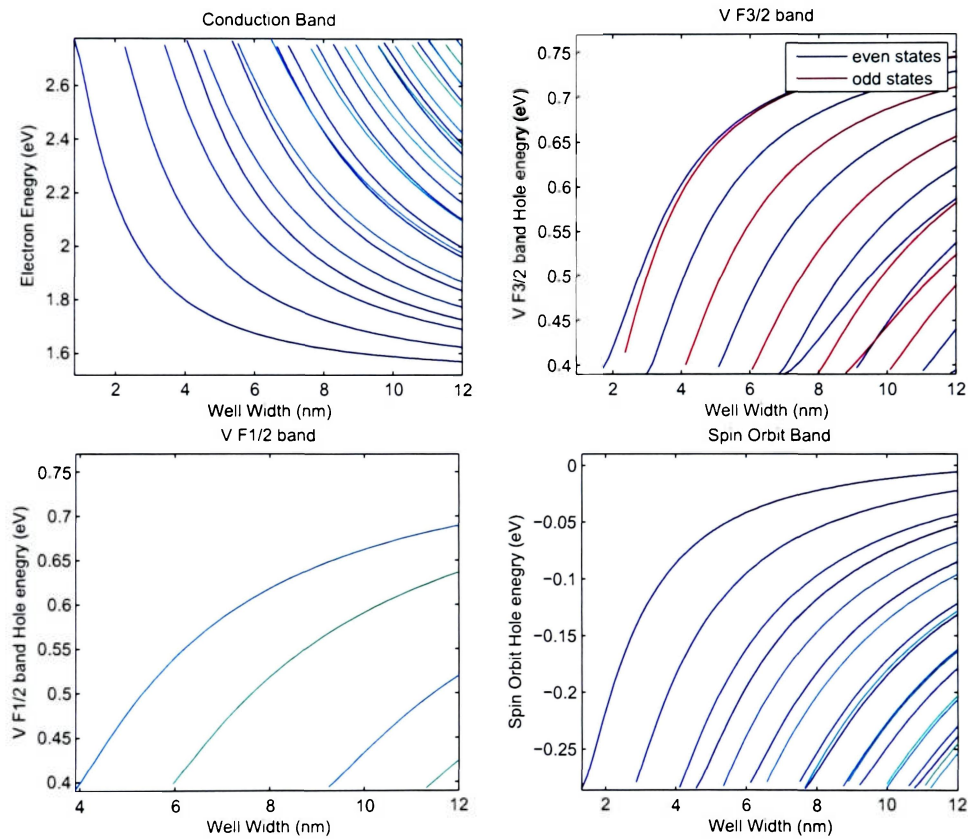 Conduction Band
2.6
2.4
2.2
2
1.8
1.6
Electron Enegry (eV)
2 4 6 8 10 12
Well Width (nm)
V F3/2 band
even states
odd states
0.75
0.7
0.65
0.6
0.55
0.5
0.45
0.4
V F3/2 band Hole enegry (eV)
2 4 6 8 10 12
Well Width (nm)
V F1/2 band
0.75
0.7
0.65
0.6
0.55
0.5
0.45
0.4
V F1/2 band Hole enegry (eV)
4 6 8 10 12
Well Width (nm)
Spin Orbit Band
0
−0.05
−0.1
−0.15
−0.2
−0.25
Spin Orbit Hole enegry (eV)
2 4 6 8 10 12
Well Width (nm)